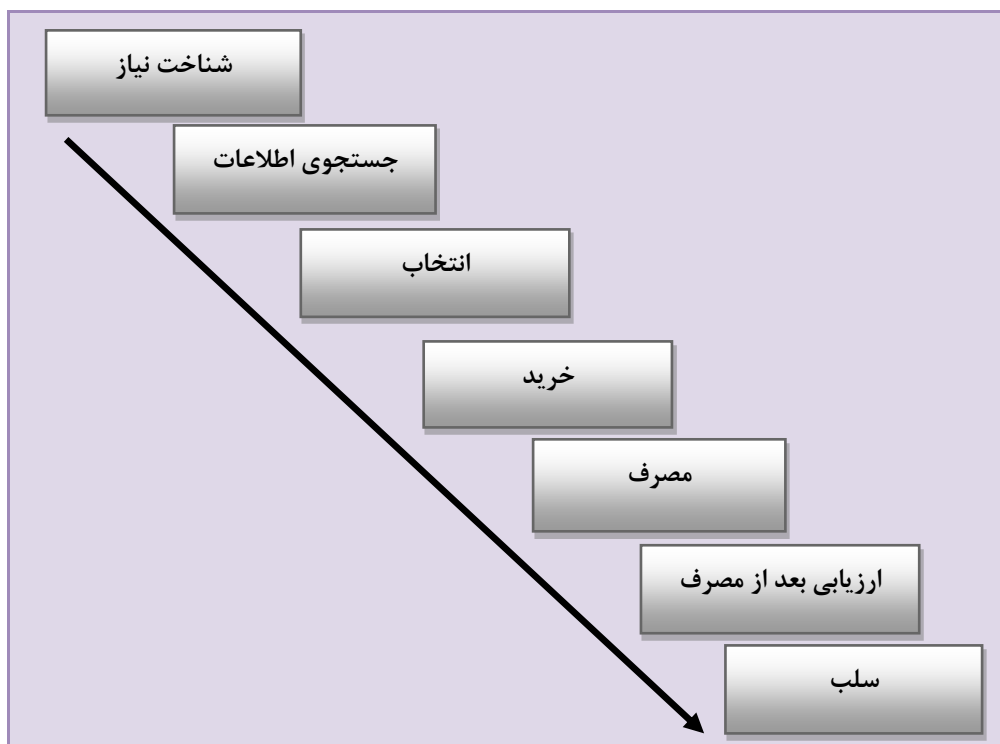 شناخت نیاز
جستجوی اطلاعات
انتخاب
خرید
مصرف
ارزیابی بعد از مصرف
سلب